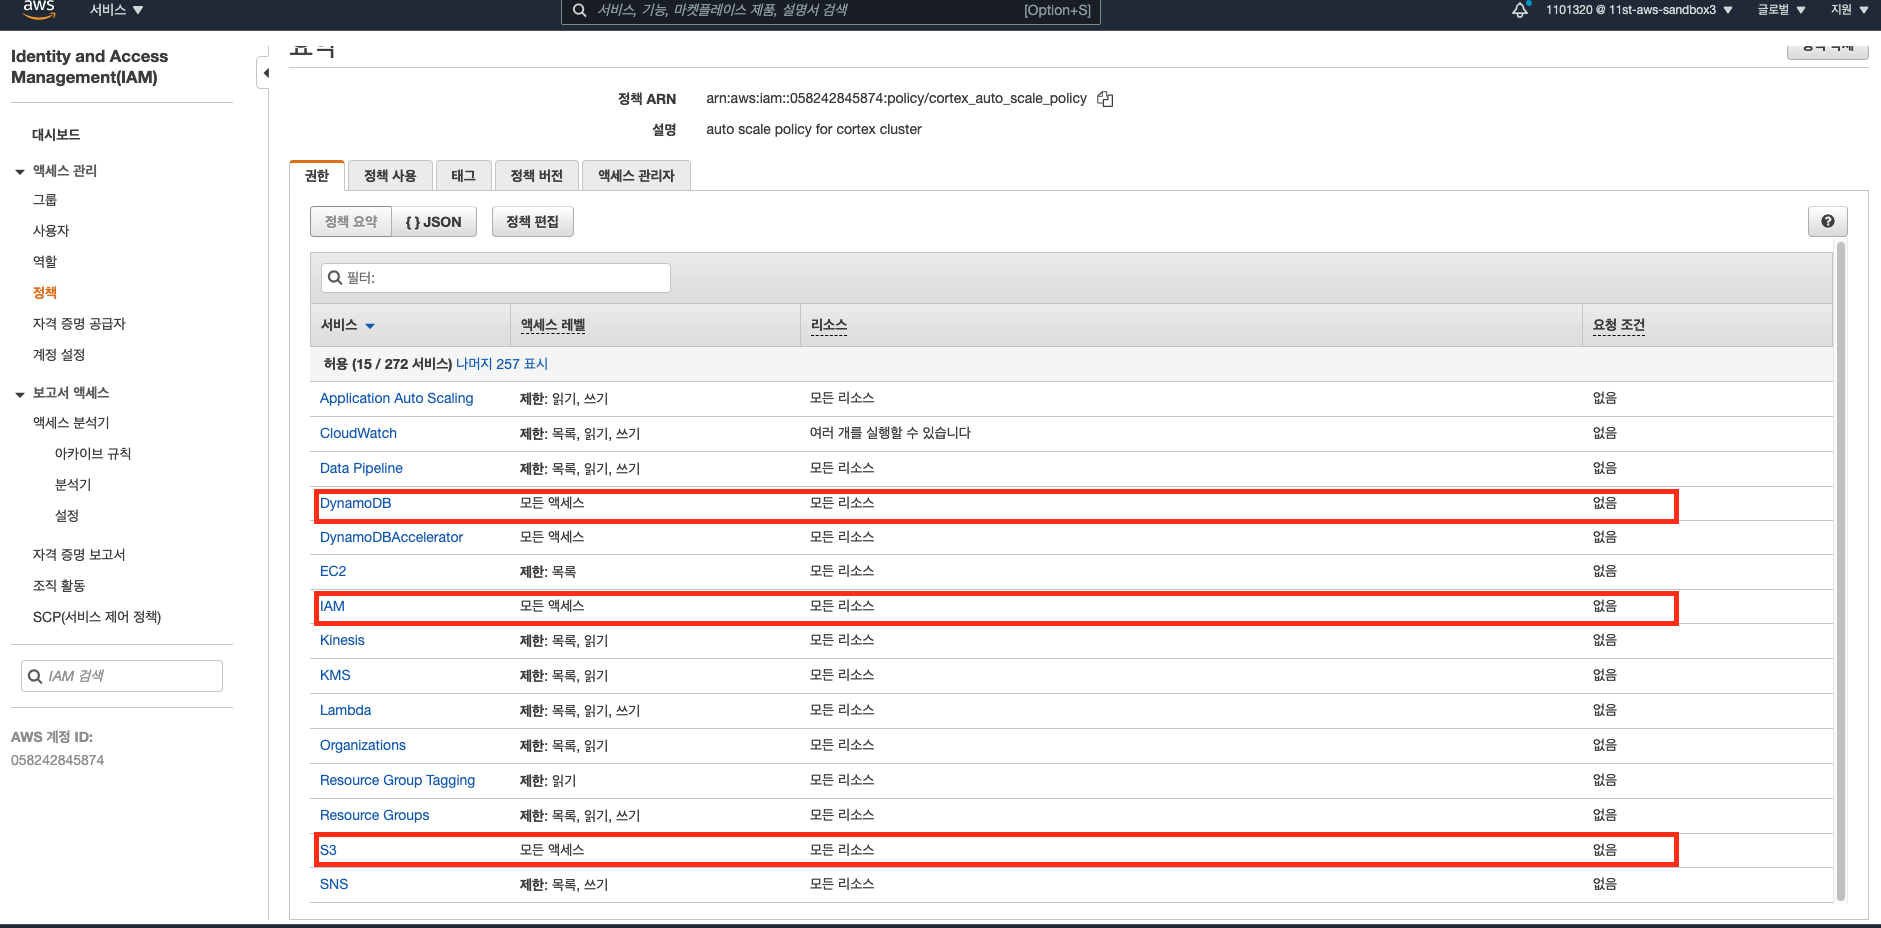 aws
서비스 ▼
서비스, 기능, 마켓플레이스 제품, 설명서 검색 [Option+S]
1101320 @ 11st-aws-sandbox3 ▼ 글로벌 ▼ 지원 ▼
Identity and Access
Management(IAM)
대시보드
액세스 관리
그룹
사용자
역할
정책
자격 증명 공급자
계정 설정
보고서 액세스
액세스 분석기
아카이브 규칙
분석기
설정
자격 증명 보고서
조직 활동
SCP(서비스 제어 정책)
IAM 검색
AWS 계정 ID:
058242845874
정책 ARN arn:aws:iam::058242845874:policy/cortex_auto_scale_policy
설명 auto scale policy for cortex cluster
권한 정책 사용 태그 정책 버전 액세스 관리자
정책 요약 { } JSON 정책 편집
필터:
서비스 액세스 레벨 리소스 요청 조건
허용 (15 / 272 서비스) 나머지 257 표시
Application Auto Scaling 제한: 읽기, 쓰기 모든 리소스 없음
CloudWatch 제한: 목록, 읽기, 쓰기 여러 개를 실행할 수 있습니다 없음
Data Pipeline 제한: 목록, 읽기, 쓰기 모든 리소스 없음
DynamoDB 모든 액세스 모든 리소스 없음
DynamoDBAccelerator 모든 액세스 모든 리소스 없음
EC2 제한: 목록 모든 리소스 없음
IAM 모든 액세스 모든 리소스 없음
Kinesis 제한: 목록, 읽기 모든 리소스 없음
KMS 제한: 목록, 읽기 모든 리소스 없음
Lambda 제한: 목록, 읽기, 쓰기 모든 리소스 없음
Organizations 제한: 목록, 읽기 모든 리소스 없음
Resource Group Tagging 제한: 읽기 모든 리소스 없음
Resource Groups 제한: 목록, 읽기, 쓰기 모든 리소스 없음
S3 모든 액세스 모든 리소스 없음
SNS 제한: 목록, 쓰기 모든 리소스 없음